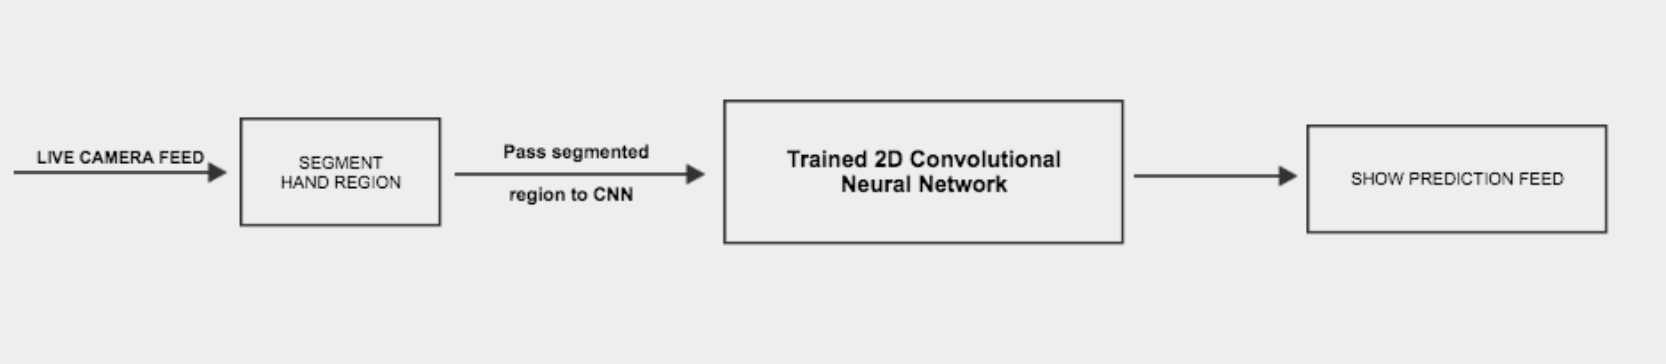 LIVE CAMERA FEED
SEGMENT
HAND REGION
Pass segmented
region to CNN
Trained 2D Convolutional
Neural Network
SHOW PREDICTION FEED